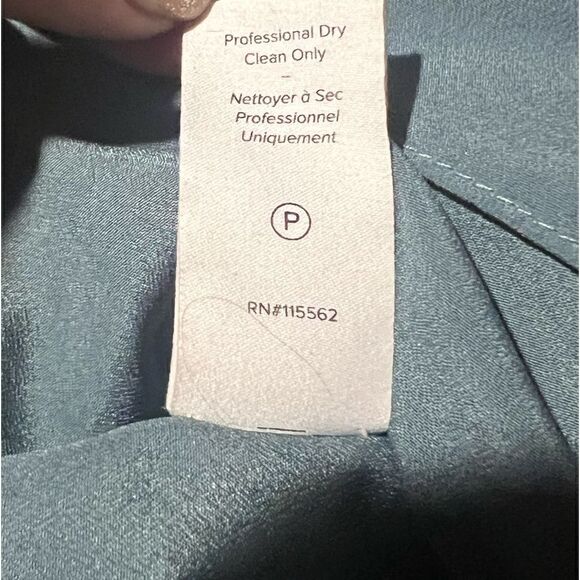 Professional Dry
Clean Only
–
Nettoyer à Sec
Professionnel
Uniquement
P
RN#115562